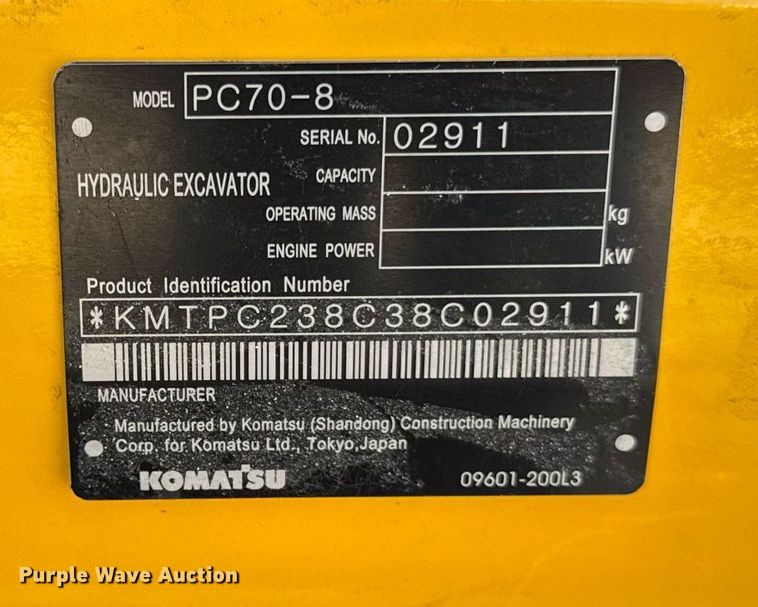 MODEL PC70-8
SERIAL No. 02911
HYDRAULIC EXCAVATOR
CAPACITY
OPERATING MASS kg
ENGINE POWER kW
Product Identification Number
*KMTPC238C38C02911*
MANUFACTURER
Manufactured by Komatsu (Shandong) Construction Machinery
Corp. for Komatsu Ltd., Tokyo,Japan
KOMATSU 09601-200L3
Purple Wave Auction